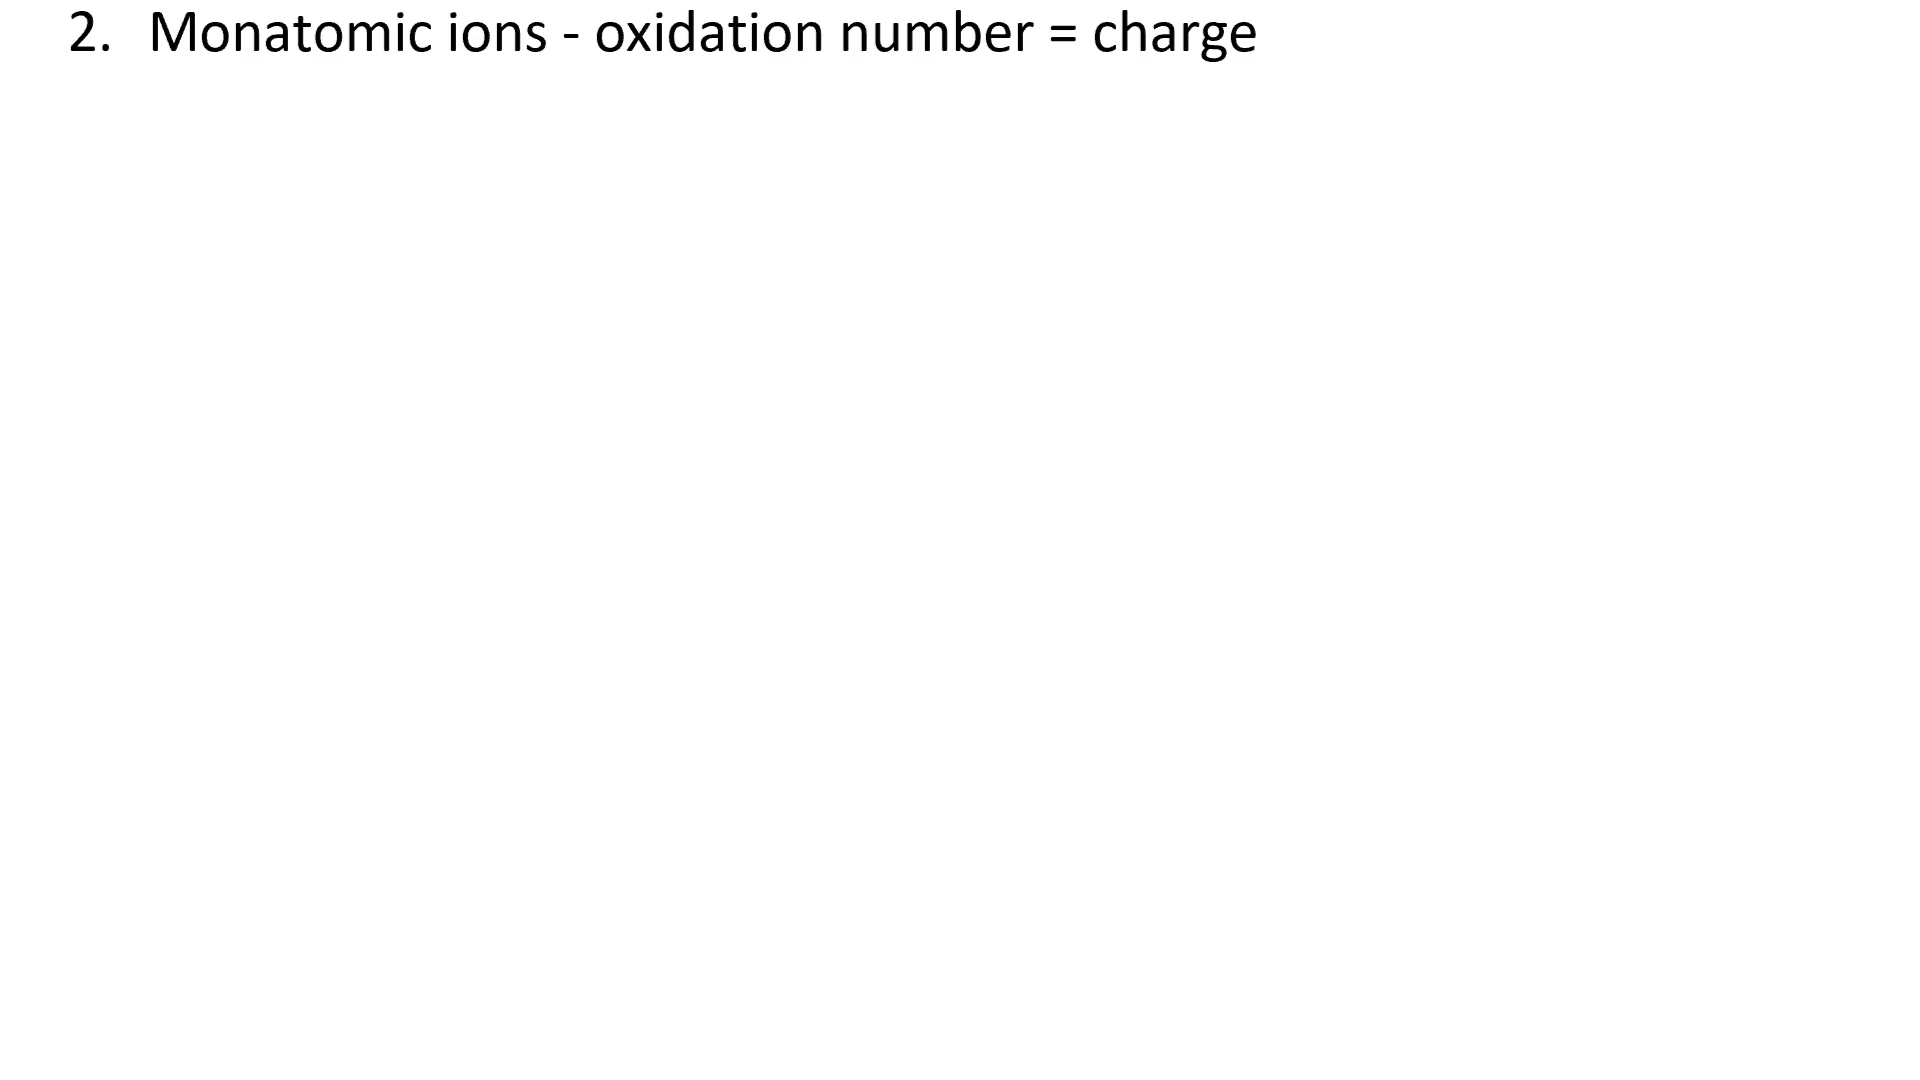 2. Monatomic ions - oxidation number = charge